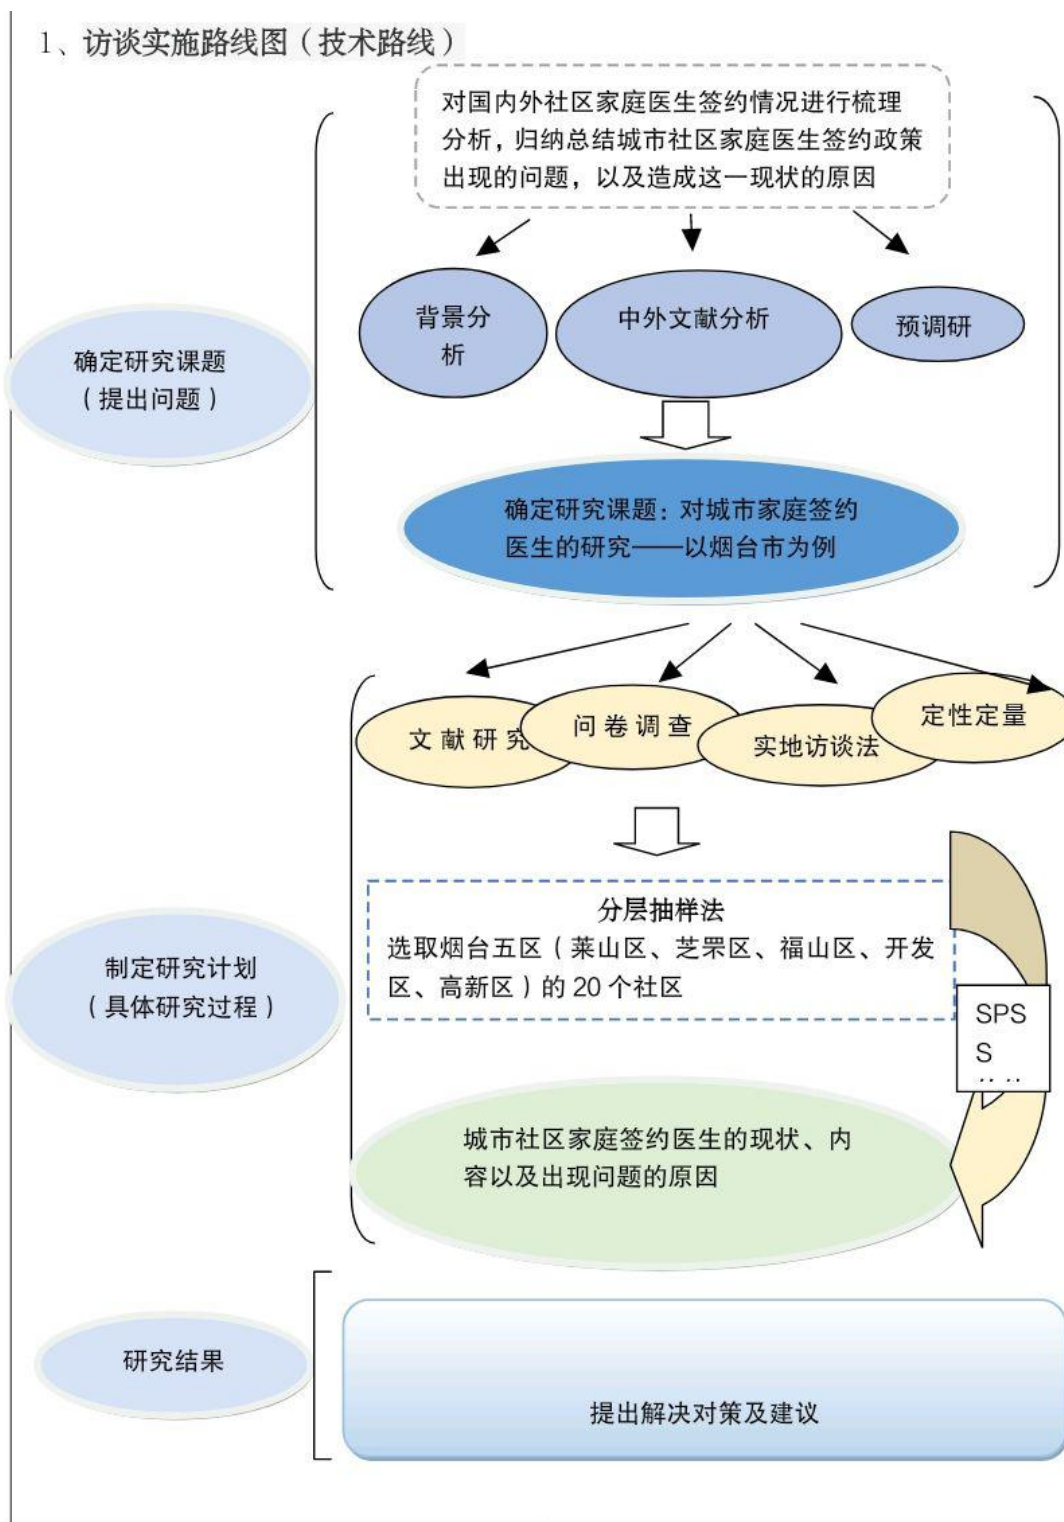 1、访谈实施路线图（技术路线）
对国内外社区家庭医生签约情况进行梳理
分析，归纳总结城市社区家庭医生签约政策
出现的问题，以及造成这一现状的原因
背景分
析
中外文献分析
预调研
确定研究课题
（提出问题）
确定研究课题：对城市家庭签约
医生的研究——以烟台市为例
文献研究
问卷调查
实地访谈法
定性定量
分层抽样法
选取烟台五区（莱山区、芝罘区、福山区、开发
区、高新区）的 20 个社区
制定研究计划
（具体研究过程）
SPS
S
城市社区家庭签约医生的现状、内
容以及出现问题的原因
研究结果
提出解决对策及建议